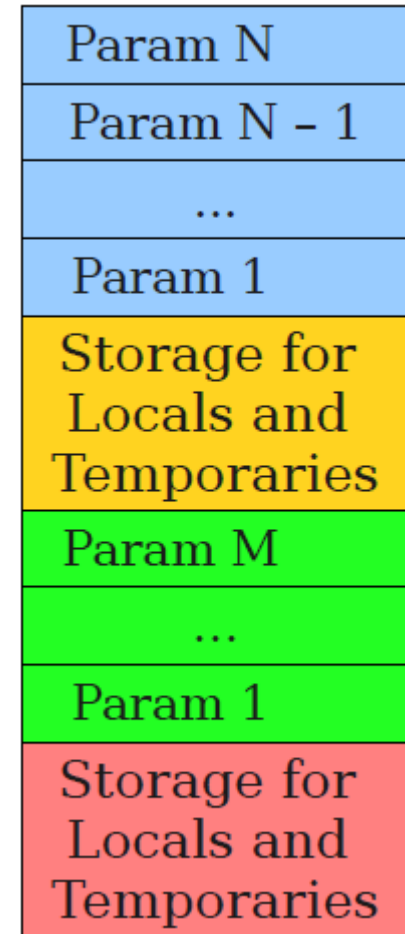 Param N
Param N – 1
...
Param 1
Storage for
Locals and
Temporaries
Param M
...
Param 1
Storage for
Locals and
Temporaries